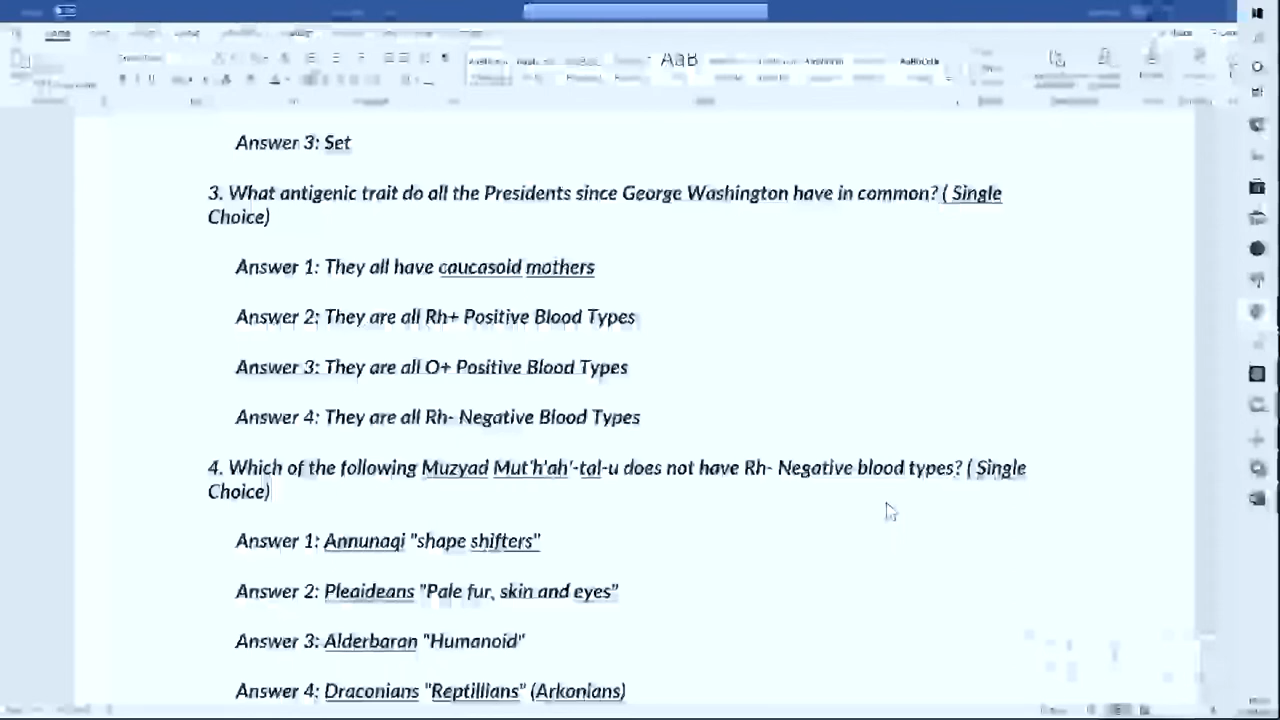 AaB
Answer 3: Set
3. What antigenic trait do all the Presidents since George Washington have in common? ( Single
Choice)
Answer 1: They all have caucasoid mothers
Answer 2: They are all Rh+ Positive Blood Types
Answer 3: They are all O+ Positive Blood Types
Answer 4: They are all Rh- Negative Blood Types
4. Which of the following Muzyad Mut'h'ah'-tal-u does not have Rh- Negative blood types? ( Single
Choice)
Answer 1: Annunaqi "shape shifters"
Answer 2: Pleaideans "Pale fur, skin and eyes"
Answer 3: Alderbaran "Humanoid"
Answer 4: Draconians "Reptillians" (Arkonians)